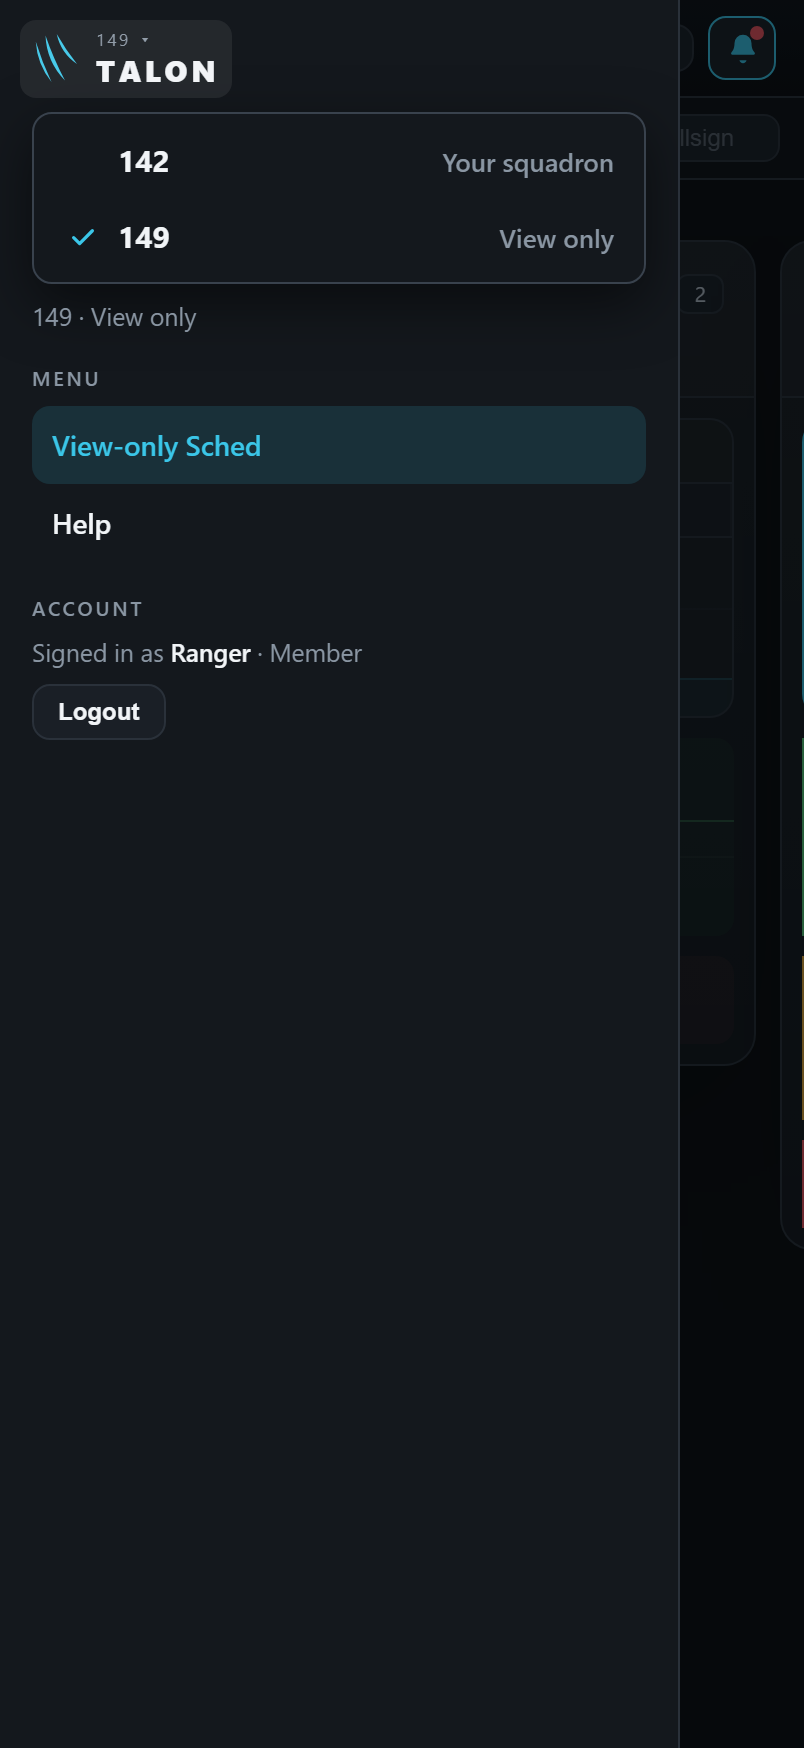 149
TALON
142 Your squadron
149 View only
149 · View only
MENU
View-only Sched
Help
ACCOUNT
Signed in as Ranger · Member
Logout
llsign
2